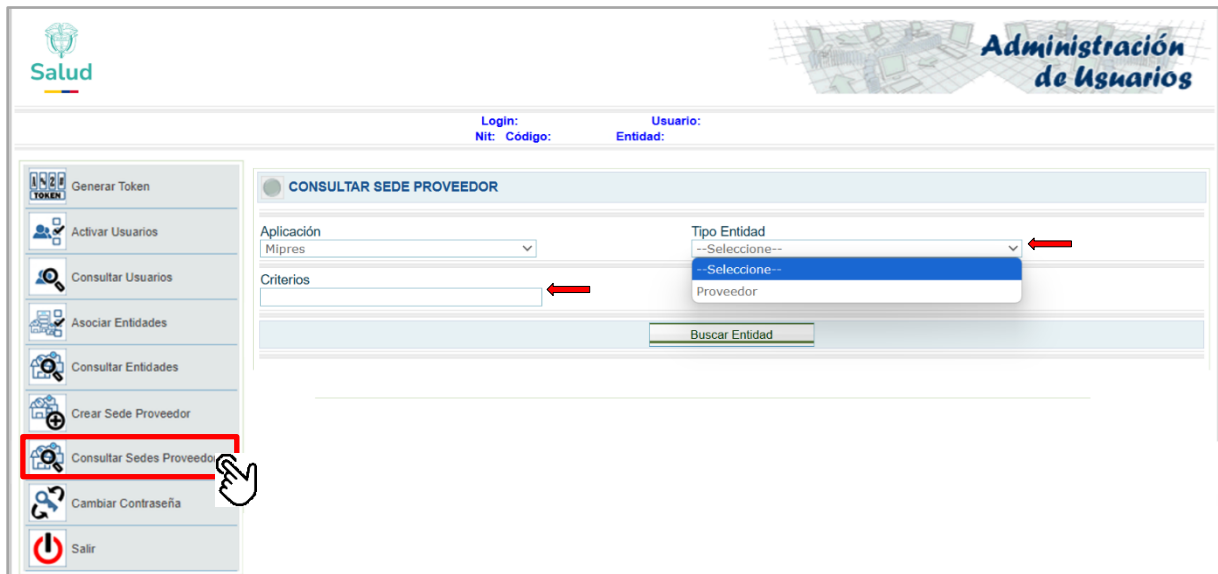 Salud
Administración
de Usuarios
Login: Usuario:
Nit: Código: Entidad:
TOKEN
Generar Token
Activar Usuarios
Consultar Usuarios
Asociar Entidades
Consultar Entidades
Crear Sede Proveedor
Consultar Sedes Proveedor
Cambiar Contraseña
Salir
CONSULTAR SEDE PROVEEDOR
Aplicación Tipo Entidad
Mipres --Seleccione--
--Seleccione--
Proveedor
Criterios
Buscar Entidad